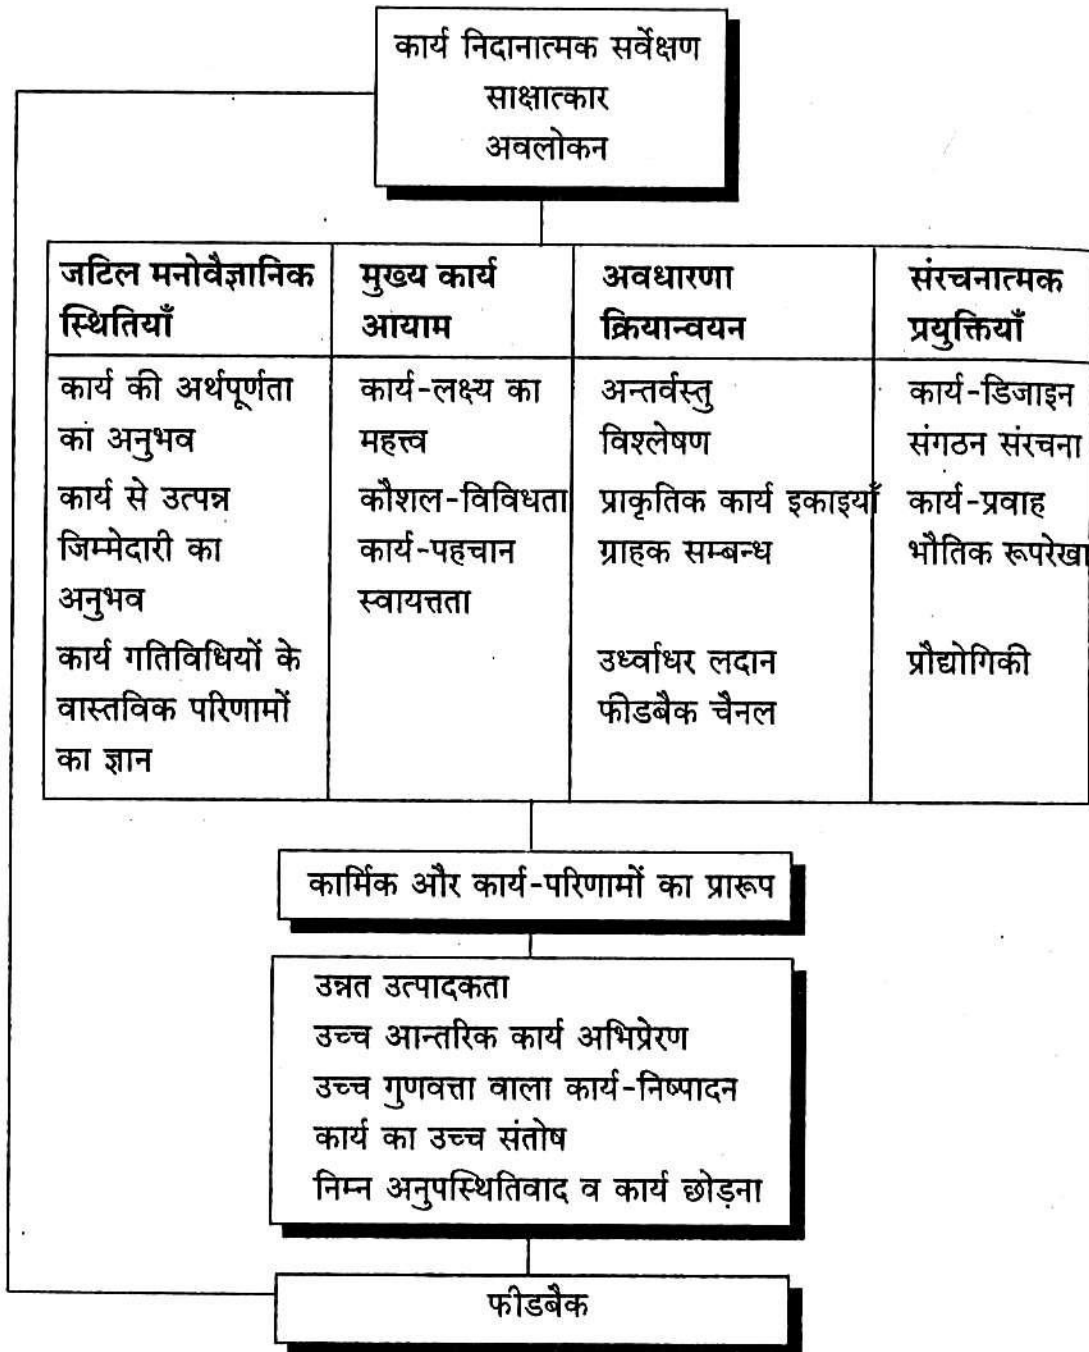 कार्य निदानात्मक सर्वेक्षण
साक्षात्कार
अवलोकन
जटिल मनोवैज्ञानिक
स्थितियाँ
कार्य की अर्थपूर्णता
का अनुभव
कार्य से उत्पन्न
जिम्मेदारी का
अनुभव
कार्य गतिविधियों के
वास्तविक परिणामों
का ज्ञान
मुख्य कार्य
आयाम
कार्य-लक्ष्य का
महत्त्व
कौशल-विविधता
कार्य-पहचान
स्वायत्तता
अवधारणा
क्रियान्वयन
अन्तर्वस्तु
विश्लेषण
प्राकृतिक कार्य इकाइयाँ
ग्राहक सम्बन्ध
उर्ध्वाधर लदान
फीडबैक चैनल
संरचनात्मक
प्रयुक्तियाँ
कार्य-डिजाइन
संगठन संरचना
कार्य-प्रवाह
भौतिक रूपरेखा
प्रौद्योगिकी
कार्मिक और कार्य-परिणामों का प्रारूप
उन्नत उत्पादकता
उच्च आन्तरिक कार्य अभिप्रेरण
उच्च गुणवत्ता वाला कार्य-निष्पादन
कार्य का उच्च संतोष
निम्न अनुपस्थितिवाद व कार्य छोड़ना
फीडबैक